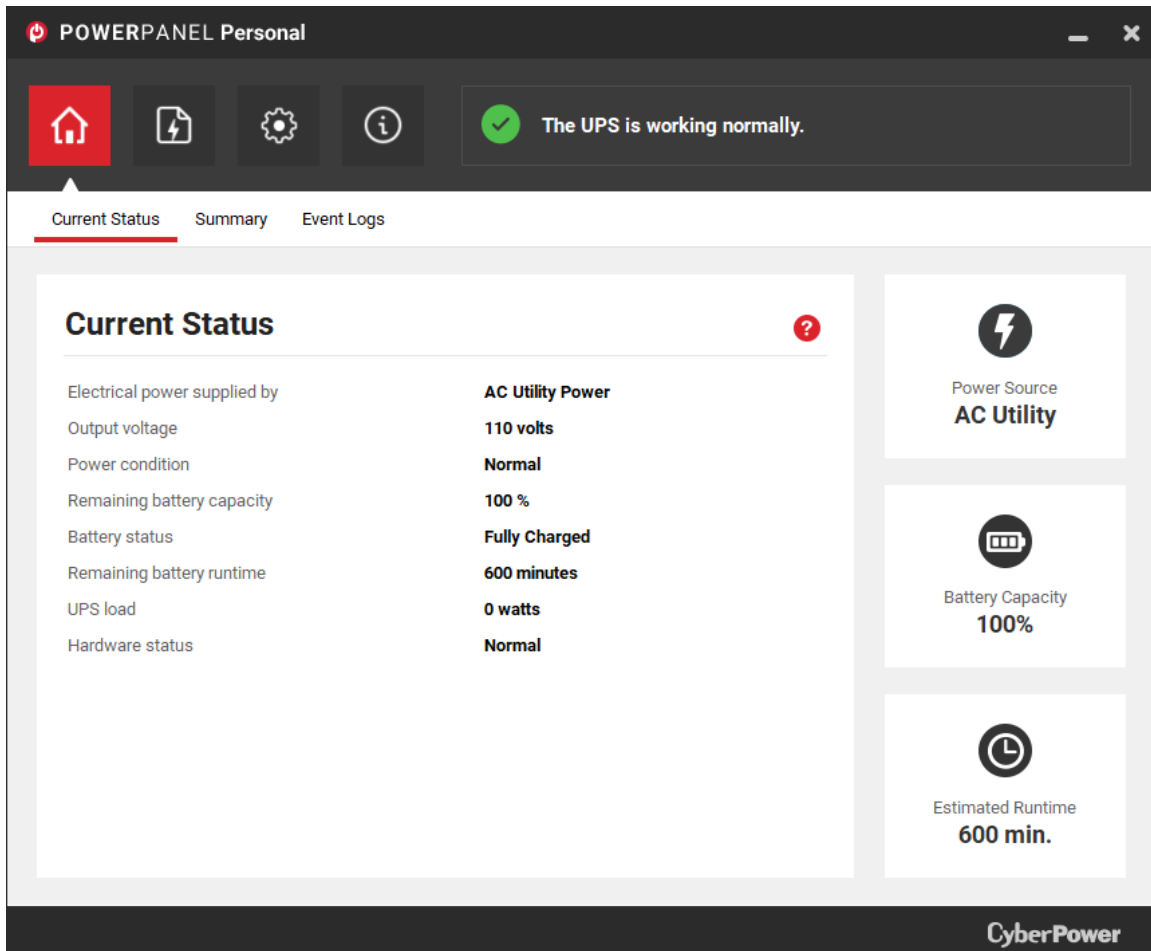 POWERPANEL Personal
The UPS is working normally.
Current Status Summary Event Logs
Current Status
?
Electrical power supplied by AC Utility Power
Output voltage 110 volts
Power condition Normal
Remaining battery capacity 100 %
Battery status Fully Charged
Remaining battery runtime 600 minutes
UPS load 0 watts
Hardware status Normal
Power Source
AC Utility
Battery Capacity
100%
Estimated Runtime
600 min.
CyberPower